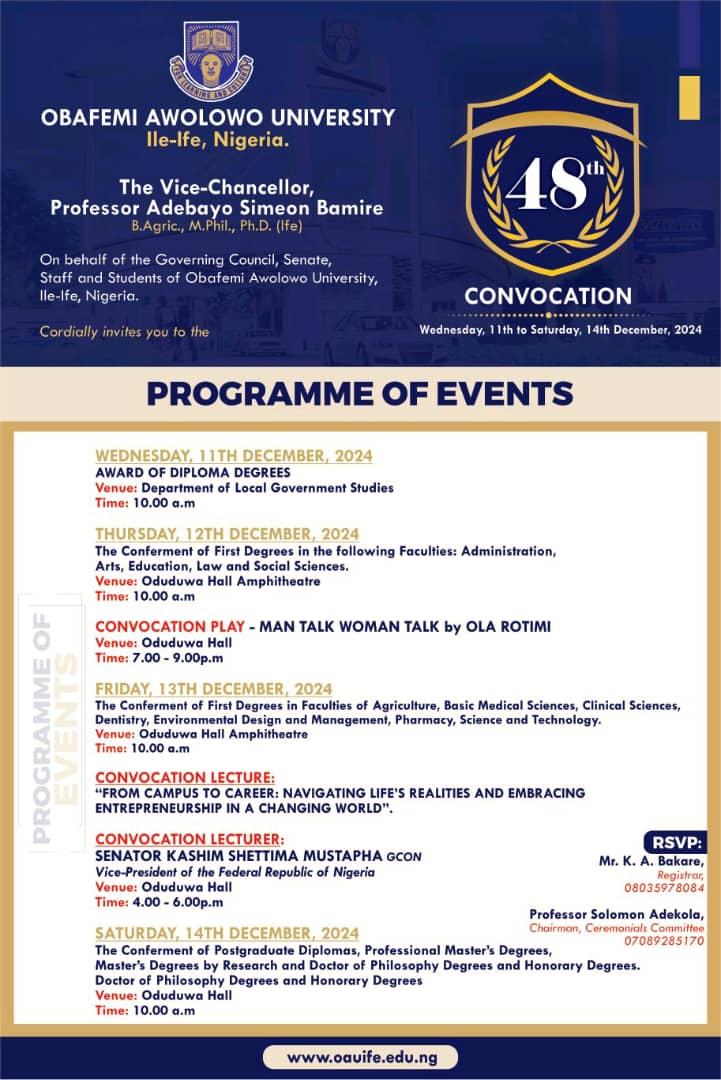 FOR LEARNING AND CULTURE
OBAFEMI AWOLOWO UNIVERSITY
Ile-Ife, Nigeria.
The Vice-Chancellor,
Professor Adebayo Simeon Bamire
B.Agric., M.Phil., Ph.D. (Ife)
On behalf of the Governing Council, Senate,
Staff and Students of Obafemi Awolowo University,
Ile-Ife, Nigeria.
Cordially invites you to the
48th
CONVOCATION
Wednesday, 11th to Saturday, 14th December, 2024
PROGRAMME OF EVENTS
PROGRAMME OF
EVENTS
WEDNESDAY, 11TH DECEMBER, 2024
AWARD OF DIPLOMA DEGREES
Venue: Department of Local Government Studies
Time: 10.00 a.m
THURSDAY, 12TH DECEMBER, 2024
The Conferment of First Degrees in the following Faculties: Administration,
Arts, Education, Law and Social Sciences.
Venue: Oduduwa Hall Amphitheatre
Time: 10.00 a.m
CONVOCATION PLAY - MAN TALK WOMAN TALK by OLA ROTIMI
Venue: Oduduwa Hall
Time: 7.00 - 9.00p.m
FRIDAY, 13TH DECEMBER, 2024
The Conferment of First Degrees in Faculties of Agriculture, Basic Medical Sciences, Clinical Sciences,
Dentistry, Environmental Design and Management, Pharmacy, Science and Technology.
Venue: Oduduwa Hall Amphitheatre
Time: 10.00 a.m
CONVOCATION LECTURE:
“FROM CAMPUS TO CAREER: NAVIGATING LIFE’S REALITIES AND EMBRACING
ENTREPRENEURSHIP IN A CHANGING WORLD”.
CONVOCATION LECTURER:
SENATOR KASHIM SHETTIMA MUSTAPHA GCON
Vice-President of the Federal Republic of Nigeria
Venue: Oduduwa Hall
Time: 4.00 - 6.00p.m
SATURDAY, 14TH DECEMBER, 2024
The Conferment of Postgraduate Diplomas, Professional Master’s Degrees,
Master’s Degrees by Research and Doctor of Philosophy Degrees and Honorary Degrees.
Doctor of Philosophy Degrees and Honorary Degrees
Venue: Oduduwa Hall
Time: 10.00 a.m
RSVP:
Mr. K. A. Bakare,
Registrar,
08035978084
Professor Solomon Adekola,
Chairman, Ceremonials Committee
07089285170
www.oauife.edu.ng